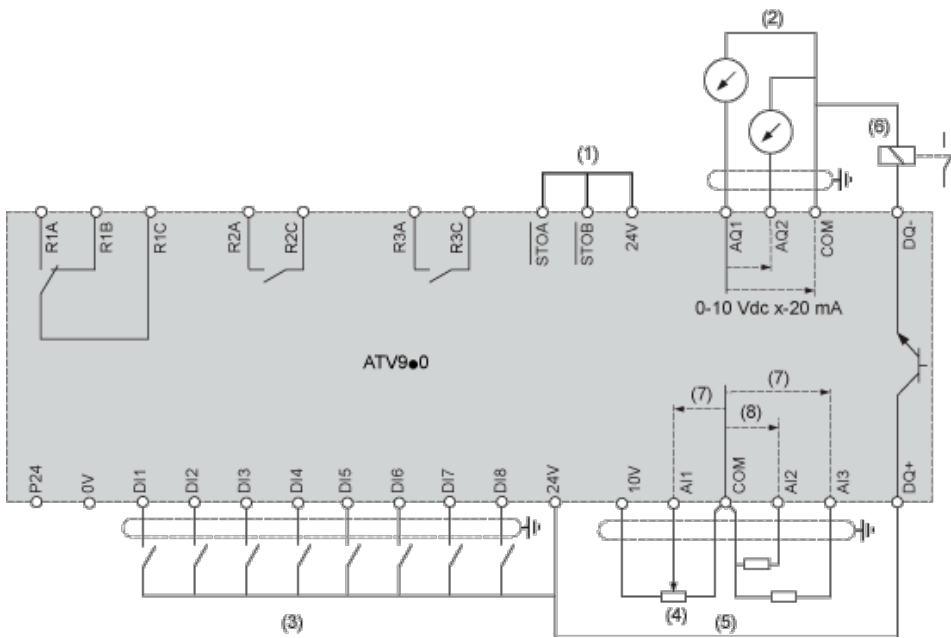 (2)
(6)
(1)
R1A R1B R1C R2A R2C R3A R3C STOA STOB 24V AQ1 AQ2 COM DQ-
0-10 Vdc x-20 mA
ATV9●0
(7)
(7)
(8)
P24 0V DI1 DI2 DI3 DI4 DI5 DI6 DI7 DI8 24V 10V AI1 COM AI2 AI3 DQ+
(3) (4) (5)